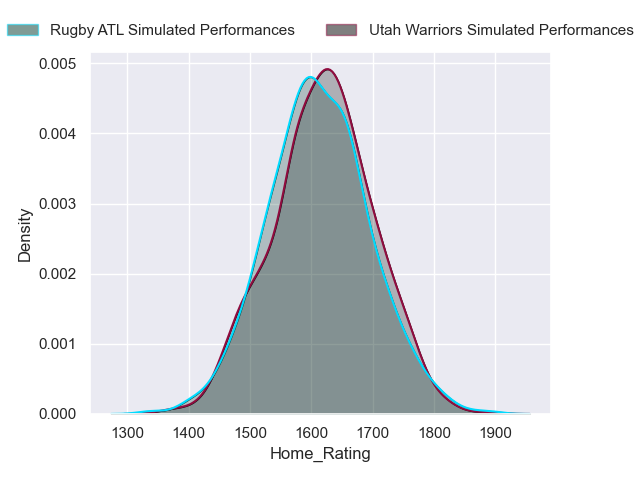 Rugby ATL Simulated Performances Utah Warriors Simulated Performances
0.005
0.004
0.003
0.002
0.001
0.000
Density
1300 1400 1500 1600 1700 1800 1900
Home_Rating